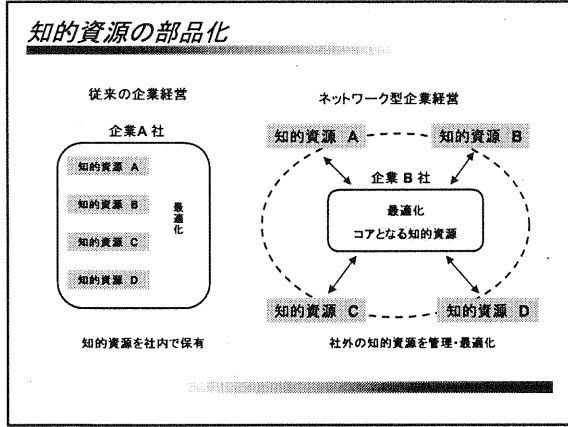 知的資源の部品化
従来の企業経営
企業A社
知的資源 A
知的資源 B
知的資源 C
知的資源 D
最適化
知的資源を社内で保有
ネットワーク型企業経営
知的資源 A
知的資源 B
企業B社
最適化
コアとなる知的資源
知的資源 C
知的資源 D
社外の知的資源を管理・最適化